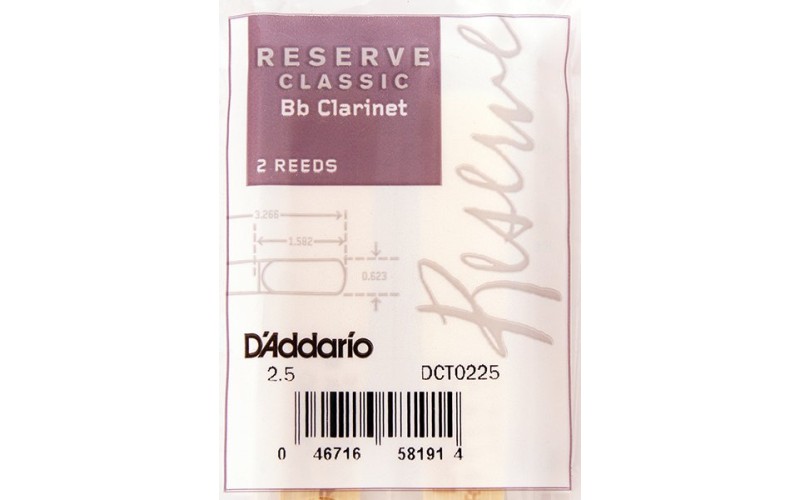 RESERVE
CLASSIC
Bb Clarinet
2 REEDS
Reserve
3.266
1.582
0.623
D'Addario
2.5 DCT0225
0 46716 58191 4